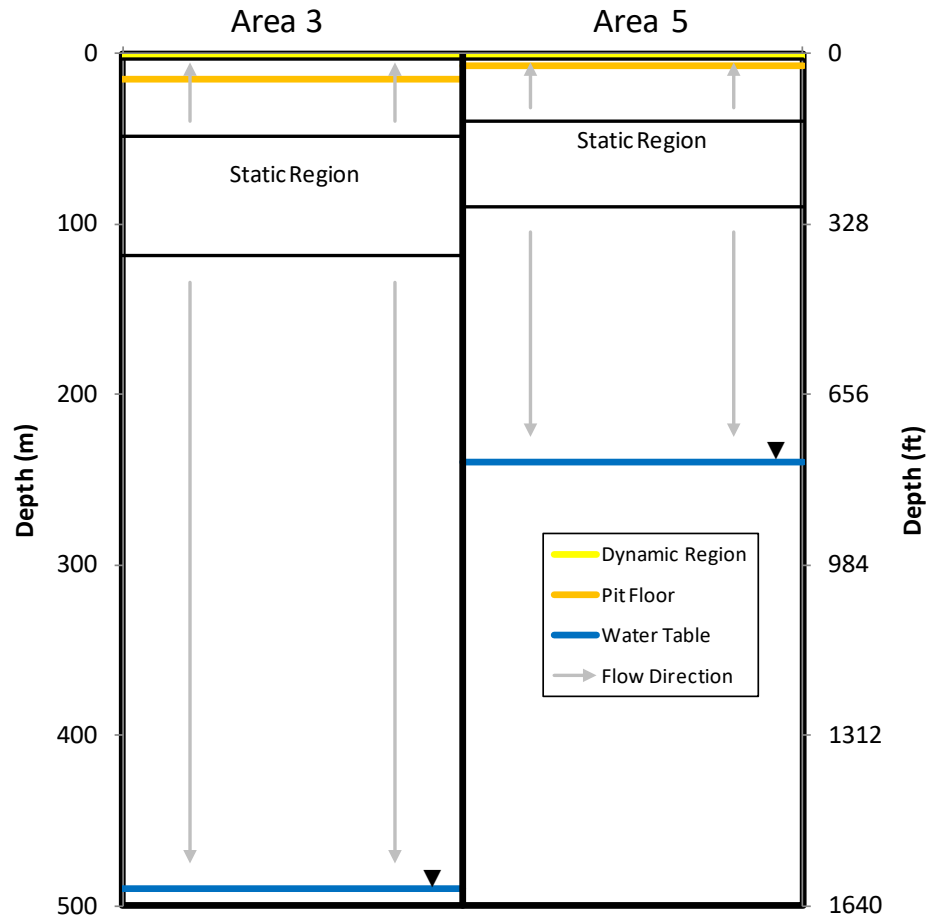 Area 3
Area 5
0
100
200
300
400
500
Depth (m)
0
328
656
984
1312
1640
Depth (ft)
Static Region
Static Region
Dynamic Region
Pit Floor
Water Table
Flow Direction